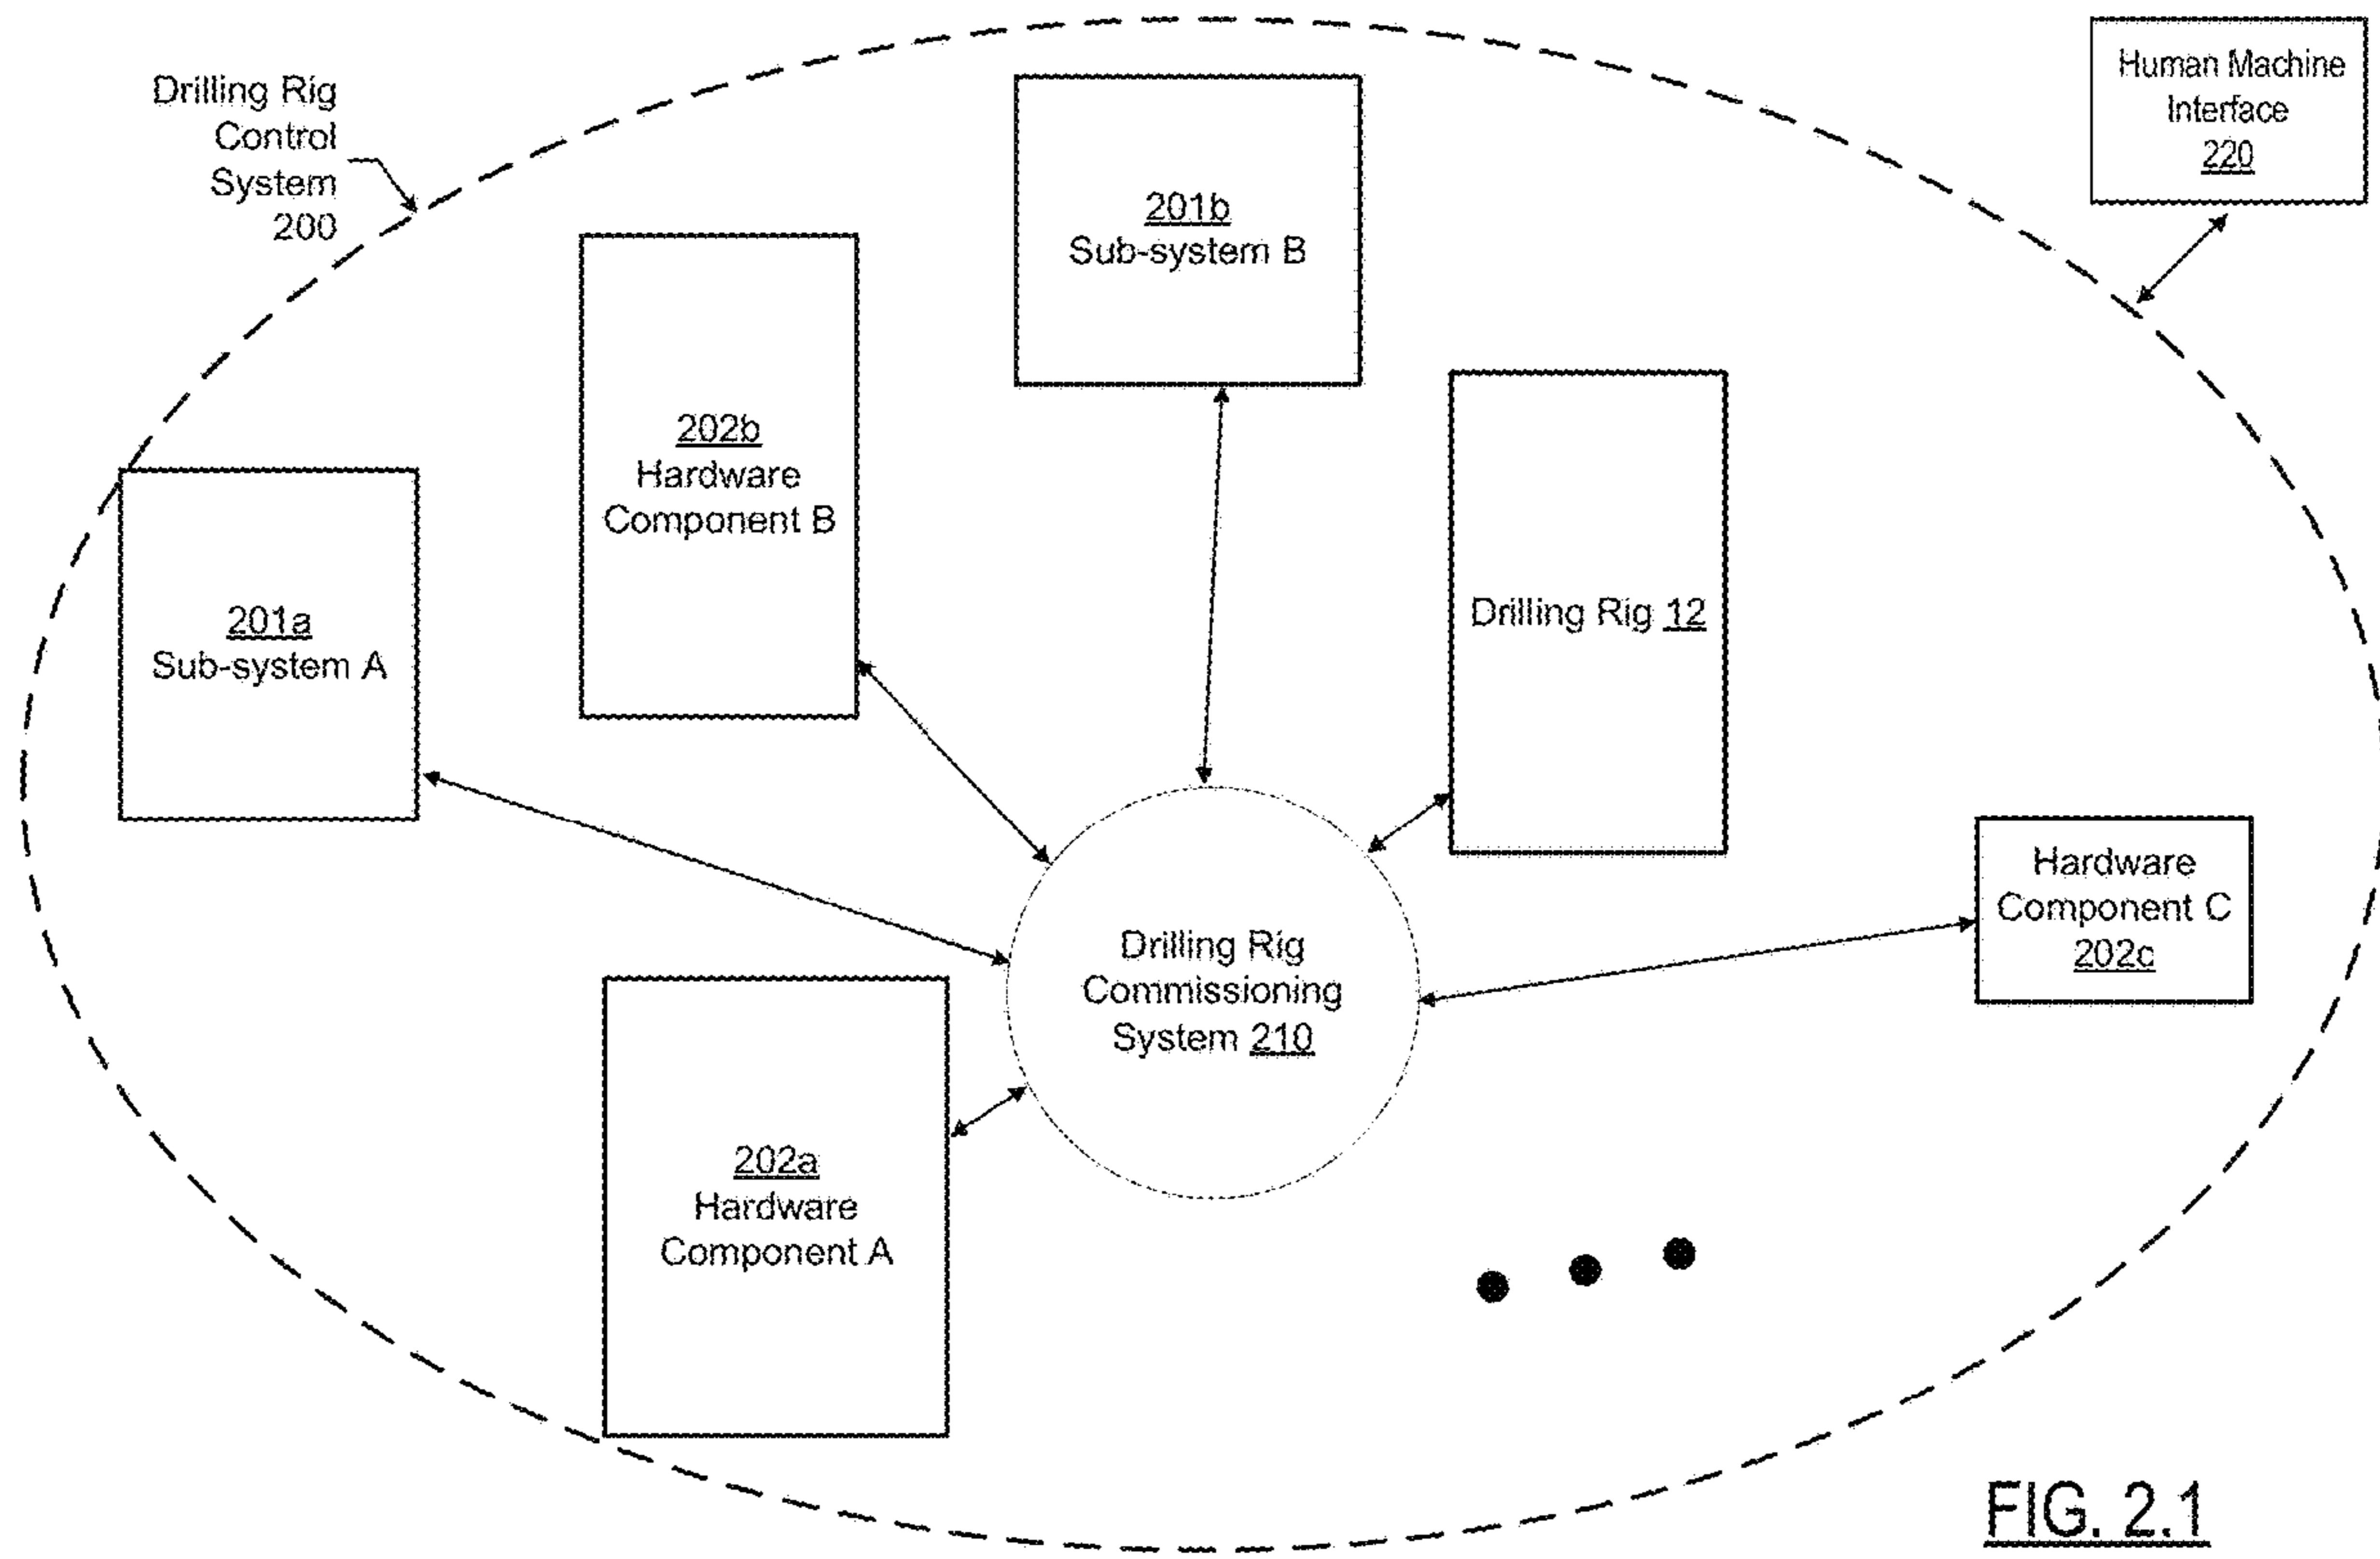 Drilling Rig
Control
System
200
Human Machine
Interface
220
201b
Sub-system B
202b
Hardware
Component B
201a
Sub-system A
Drilling Rig 12
Hardware
Component C
202c
Drilling Rig
Commissioning
System 210
202a
Hardware
Component A
FIG. 2.1